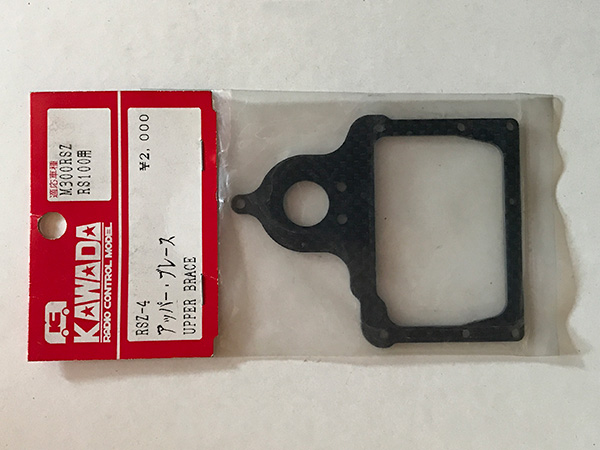 KAWADA
RADIO CONTROL MODEL
適応車種
M300RSZ
RS100用
RSZ-4
アッパー・ブレース
UPPER BRACE
¥2,000